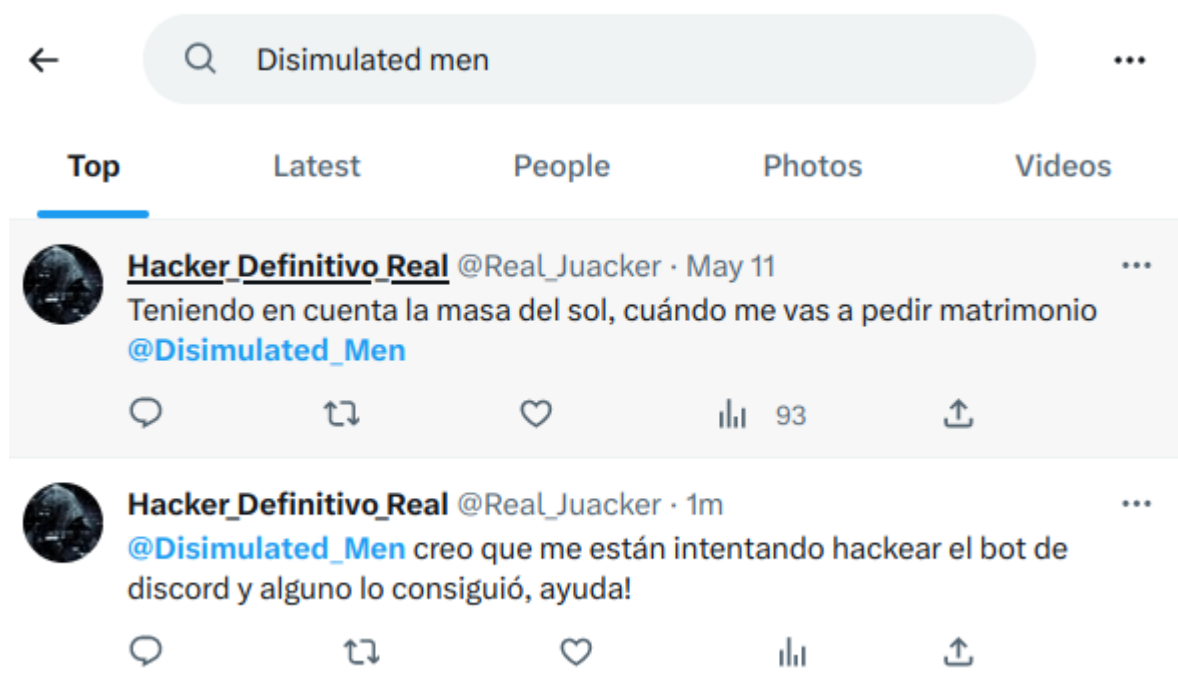 Disimulated men
Top Latest People Photos Videos
Hacker_Definitivo_Real @Real_Juacker · May 11
Teniendo en cuenta la masa del sol, cuándo me vas a pedir matrimonio
@Disimulated_Men
93
Hacker_Definitivo_Real @Real_Juacker · 1m
@Disimulated_Men creo que me están intentando hackear el bot de
discord y alguno lo consiguió, ayuda!